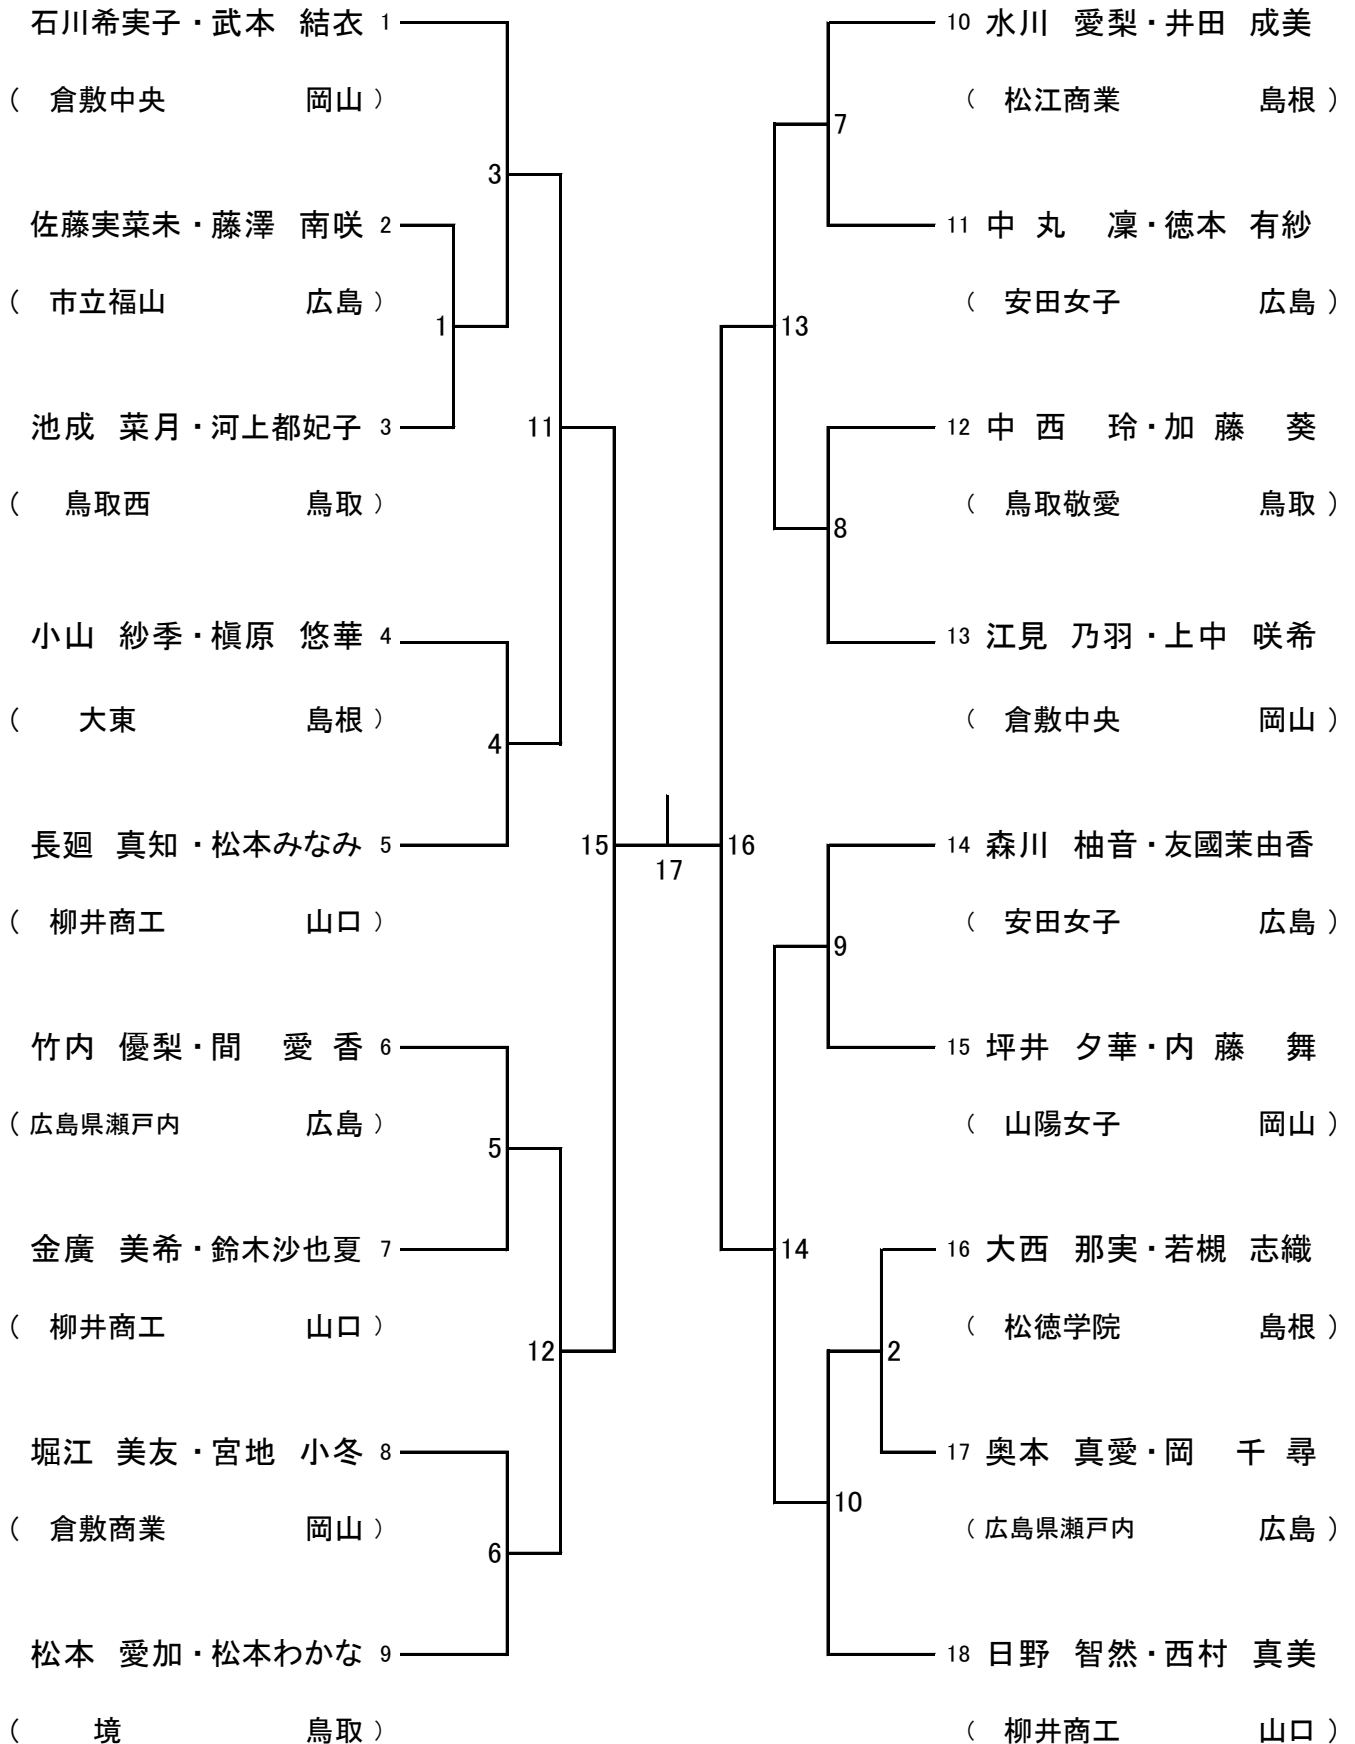 石川希実子・武本 結衣 1
( 倉敷中央 岡山 )
3
佐藤実菜未・藤澤 南咲 2
( 市立福山 広島 )
1
池成 菜月・河上都妃子 3
11
( 鳥取西 鳥取 )
小山 紗季・槇原 悠華 4
( 大東 島根 )
4
長廻 真知・松本みなみ 5
15
17
( 柳井商工 山口 )
竹内 優梨・間 愛香 6
( 広島県瀬戸内 広島 )
5
金廣 美希・鈴木沙也夏 7
( 柳井商工 山口 )
12
堀江 美友・宮地 小冬 8
( 倉敷商業 岡山 )
6
松本 愛加・松本わかな 9
( 境 鳥取 )
10 水川 愛梨・井田 成美
( 松江商業 島根 )
7
11 中丸 凜・徳本 有紗
( 安田女子 広島 )
13
12 中西 玲・加藤 葵
( 鳥取敬愛 鳥取 )
8
13 江見 乃羽・上中 咲希
( 倉敷中央 岡山 )
16
14 森川 柚音・友國茉由香
( 安田女子 広島 )
9
15 坪井 夕華・内藤 舞
( 山陽女子 岡山 )
14
16 大西 那実・若槻 志織
( 松徳学院 島根 )
2
17 奥本 真愛・岡 千尋
10
( 広島県瀬戸内 広島 )
18 日野 智然・西村 真美
( 柳井商工 山口 )